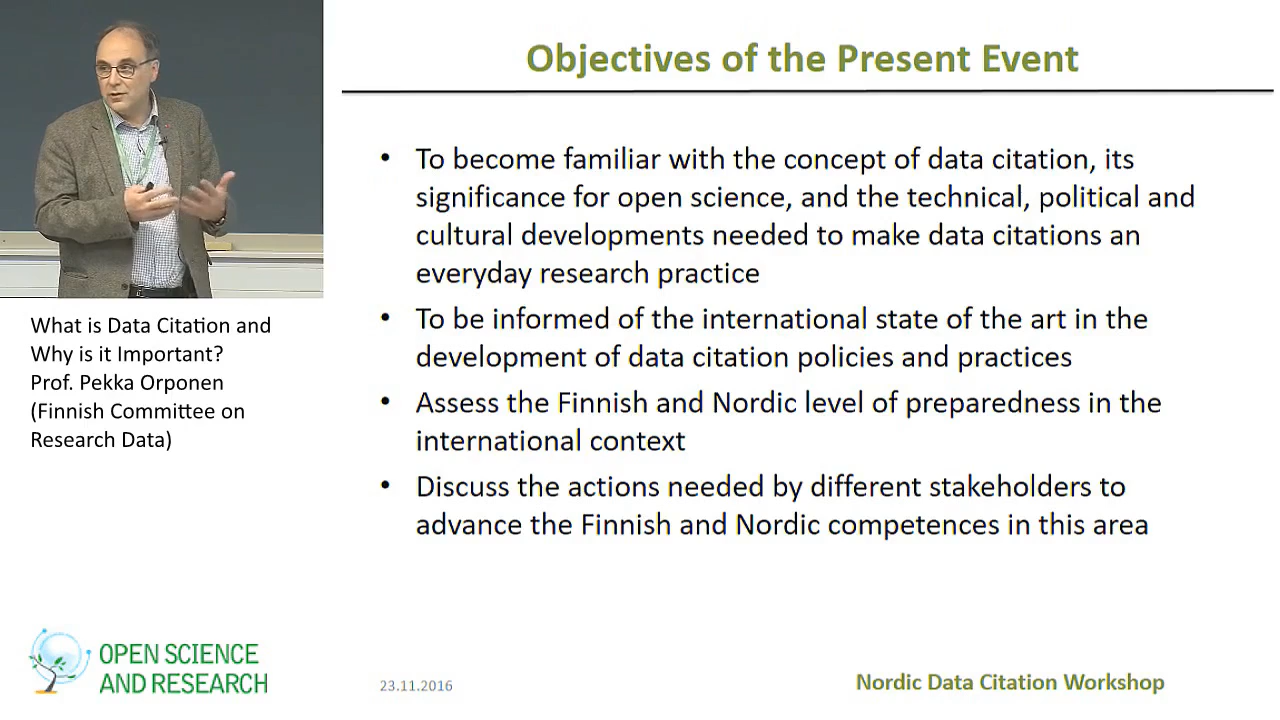 Objectives of the Present Event
• To become familiar with the concept of data citation, its
significance for open science, and the technical, political and
cultural developments needed to make data citations an
everyday research practice
• To be informed of the international state of the art in the
development of data citation policies and practices
• Assess the Finnish and Nordic level of preparedness in the
international context
• Discuss the actions needed by different stakeholders to
advance the Finnish and Nordic competences in this area
What is Data Citation and
Why is it Important?
Prof. Pekka Orponen
(Finnish Committee on
Research Data)
OPEN SCIENCE
AND RESEARCH
23.11.2016
Nordic Data Citation Workshop